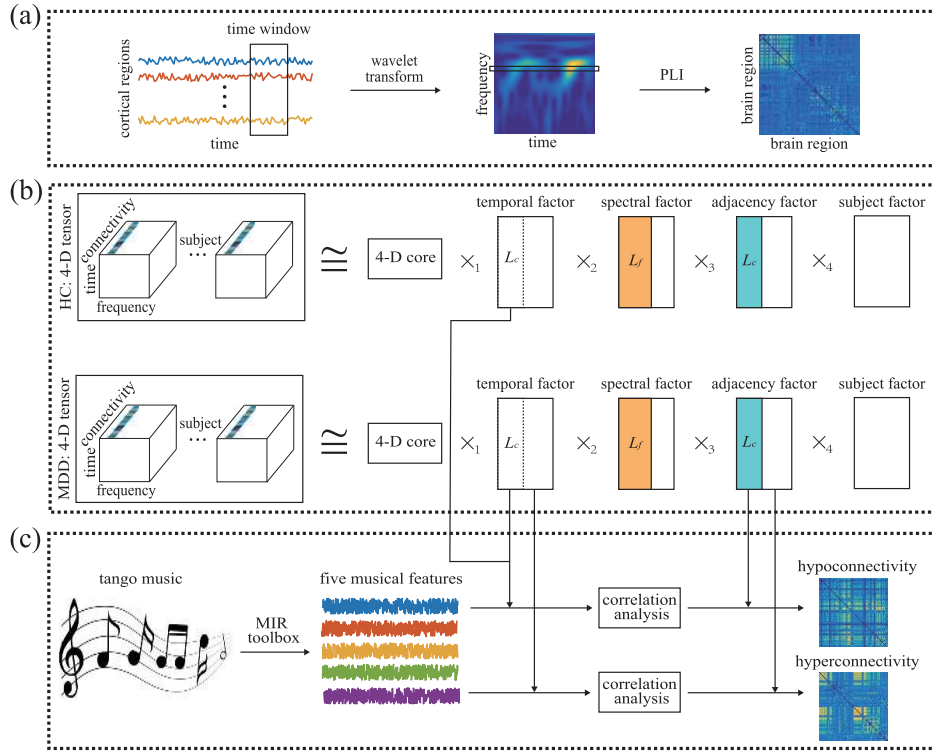 (a)
time window
cortical regions
time
wavelet
transform
frequency
time
PLI
brain region
brain region
(b)
HC: 4-D tensor
connectivity
time
frequency
subject
...
≅
4-D core
×1
temporal factor
Lc
×2
spectral factor
Lf
×3
adjacency factor
Lc
×4
subject factor
MDD: 4-D tensor
connectivity
time
frequency
subject
...
≅
4-D core
×1
temporal factor
Lc
×2
spectral factor
Lf
×3
adjacency factor
Lc
×4
subject factor
(c)
tango music
MIR
toolbox
five musical features
correlation
analysis
hypoconnectivity
correlation
analysis
hyperconnectivity